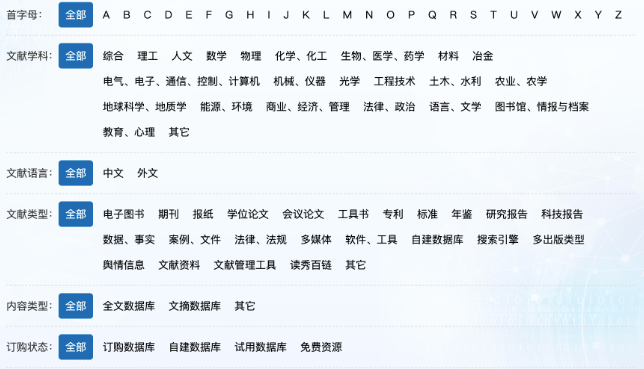 首字母: 全部 A B C D E F G H I J K L M N O P Q R S T U V W X Y Z
文献学科: 全部 综合 理工 人文 数学 物理 化学、化工 生物、医学、药学 材料 冶金
电气、电子、通信、控制、计算机 机械、仪器 光学 工程技术 土木、水利 农业、农学
地球科学、地质学 能源、环境 商业、经济、管理 法律、政治 语言、文学 图书馆、情报与档案
教育、心理 其它
文献语言: 全部 中文 外文
文献类型: 全部 电子图书 期刊 报纸 学位论文 会议论文 工具书 专利 标准 年鉴 研究报告 科技报告
数据、事实 案例、文件 法律、法规 多媒体 软件、工具 自建数据库 搜索引擎 多出版类型
舆情信息 文献资料 文献管理工具 读秀百链 其它
内容类型: 全部 全文数据库 文摘数据库 其它
订购状态: 全部 订购数据库 自建数据库 试用数据库 免费资源